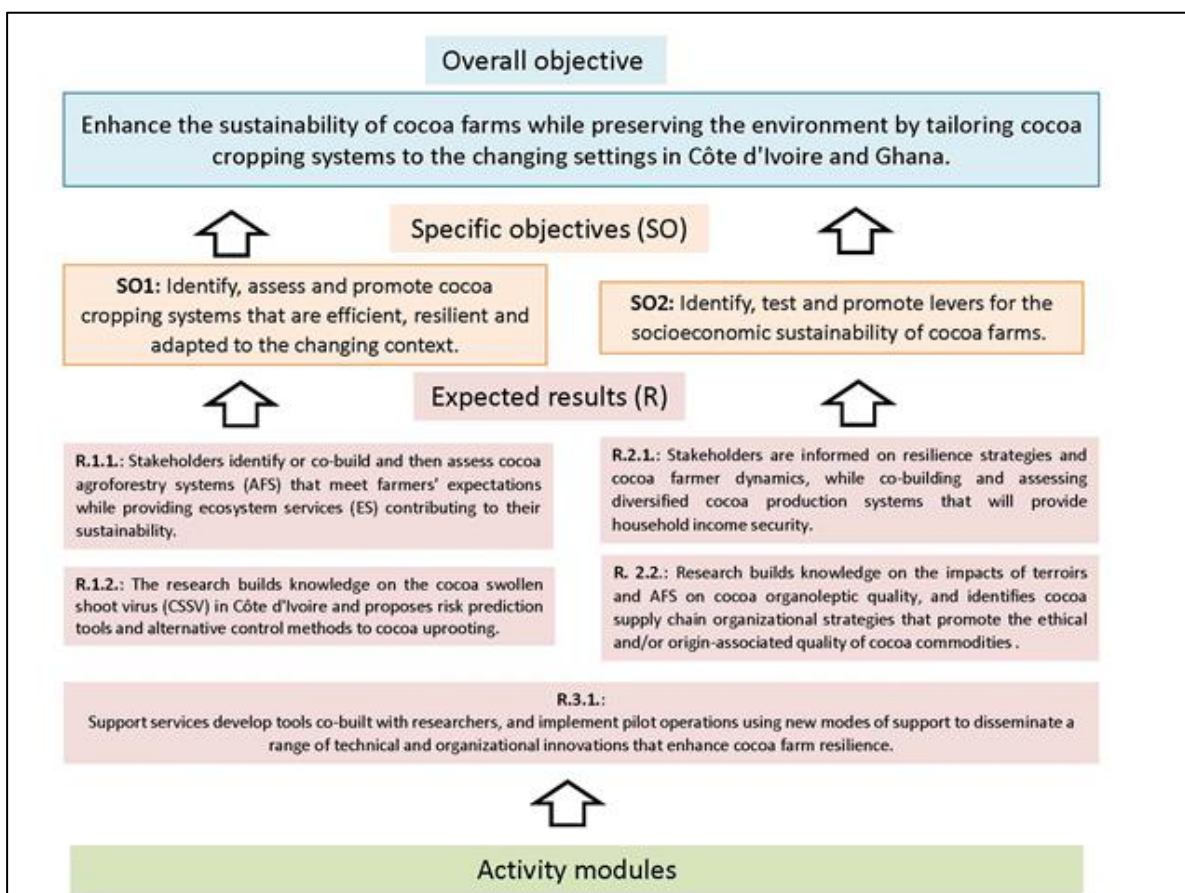 Overall objective
Enhance the sustainability of cocoa farms while preserving the environment by tailoring cocoa
cropping systems to the changing settings in Côte d'Ivoire and Ghana.
Specific objectives (SO)
SO1: Identify, assess and promote cocoa
cropping systems that are efficient, resilient and
adapted to the changing context.
SO2: Identify, test and promote levers for the
socioeconomic sustainability of cocoa farms.
Expected results (R)
R.1.1.: Stakeholders identify or co-build and then assess cocoa
agroforestry systems (AFS) that meet farmers' expectations
while providing ecosystem services (ES) contributing to their
sustainability.
R.2.1.: Stakeholders are informed on resilience strategies and
cocoa farmer dynamics, while co-building and assessing
diversified cocoa production systems that will provide
household income security.
R.1.2.: The research builds knowledge on the cocoa swollen
shoot virus (CSSV) in Côte d'Ivoire and proposes risk prediction
tools and alternative control methods to cocoa uprooting.
R. 2.2.: Research builds knowledge on the impacts of terroirs
and AFS on cocoa organoleptic quality, and identifies cocoa
supply chain organizational strategies that promote the ethical
and/or origin-associated quality of cocoa commodities .
R.3.1.:
Support services develop tools co-built with researchers, and implement pilot operations using new modes of support to disseminate a
range of technical and organizational innovations that enhance cocoa farm resilience.
Activity modules